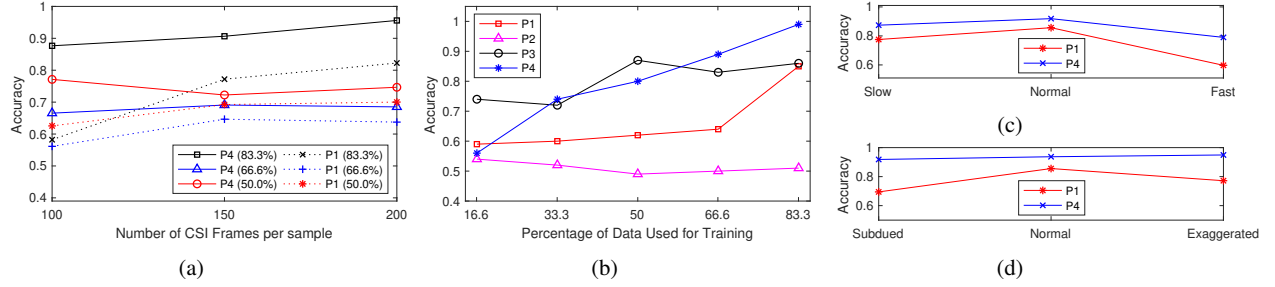 1
0.9
0.8
0.7
0.6
0.5
0.4
Accuracy
P4 (83.3%)
P4 (66.6%)
P4 (50.0%)
P1 (83.3%)
P1 (66.6%)
P1 (50.0%)
100
150
200
Number of CSI Frames per sample
(a)
1
0.9
0.8
0.7
0.6
0.5
0.4
Accuracy
P1
P2
P3
P4
16.6
33.3
50
66.6
83.3
Percentage of Data Used for Training
(b)
1
0.8
0.6
Accuracy
P1
P4
Slow
Normal
Fast
(c)
1
0.8
0.6
Accuracy
P1
P4
Subdued
Normal
Exaggerated
(d)